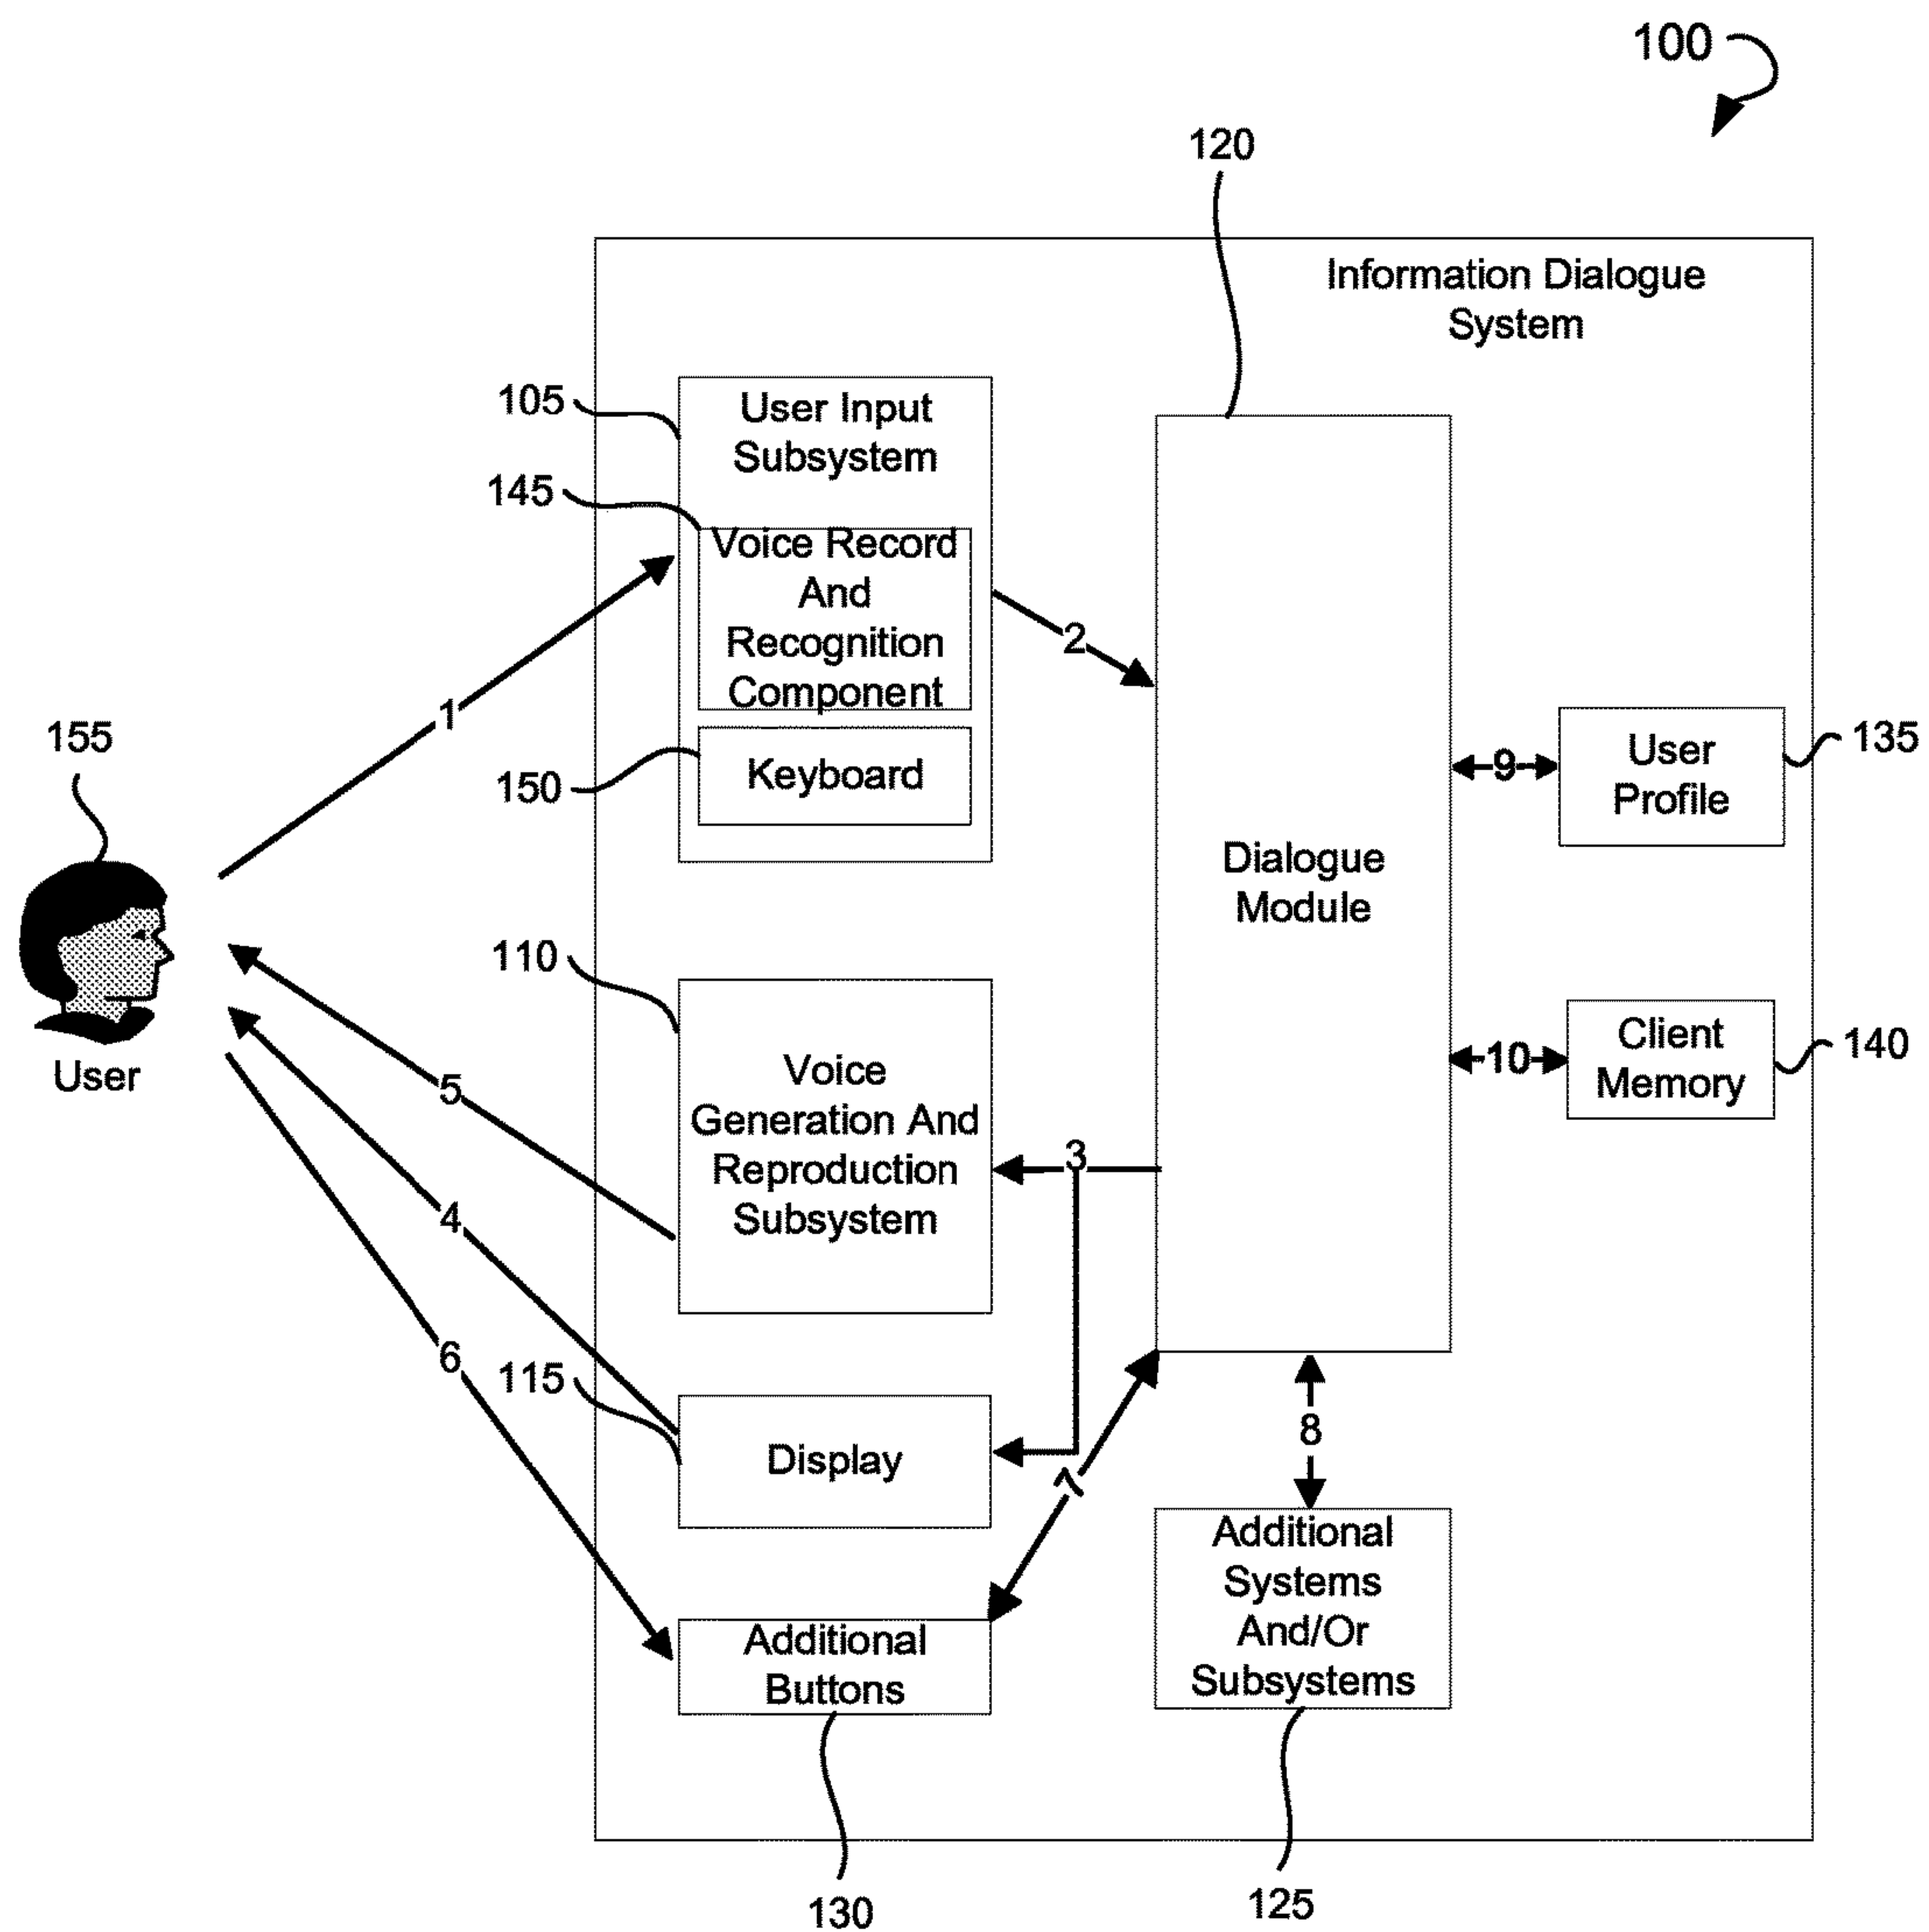 100
120
Information Dialogue
System
105
User Input
Subsystem
145
Voice Record
And
Recognition
Component
2
1
155
150
Keyboard
9
User
Profile
135
Dialogue
Module
110
User
Voice
Generation And
Reproduction
Subsystem
10
Client
Memory
140
5
3
4
6
115
Display
7
8
Additional
Systems
And/Or
Subsystems
Additional
Buttons
130
125